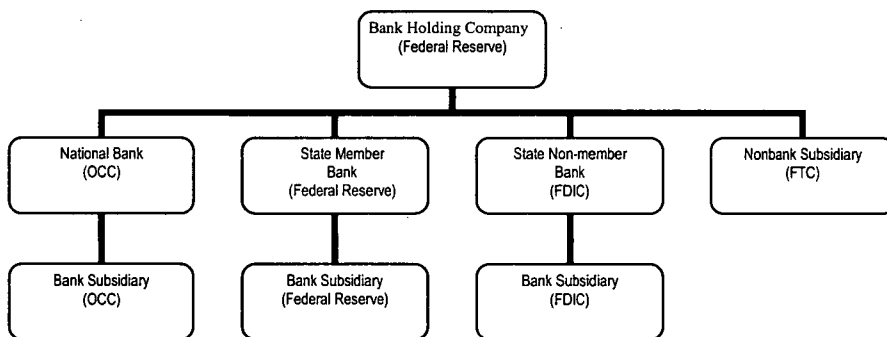 Bank Holding Company
(Federal Reserve)
National Bank
(OCC)
State Member
Bank
(Federal Reserve)
State Non-member
Bank
(FDIC)
Nonbank Subsidiary
(FTC)
Bank Subsidiary
(OCC)
Bank Subsidiary
(Federal Reserve)
Bank Subsidiary
(FDIC)